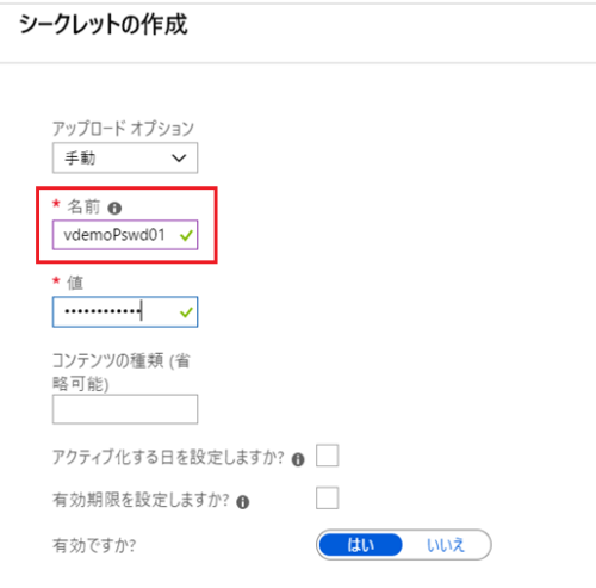 シークレットの作成
アップロード オプション
手動
* 名前
vdemoPswd01
* 値
••••••••••••
コンテンツの種類 (省
略可能)
アクティブ化する日を設定しますか?
有効期限を設定しますか?
有効ですか?
はい いいえ